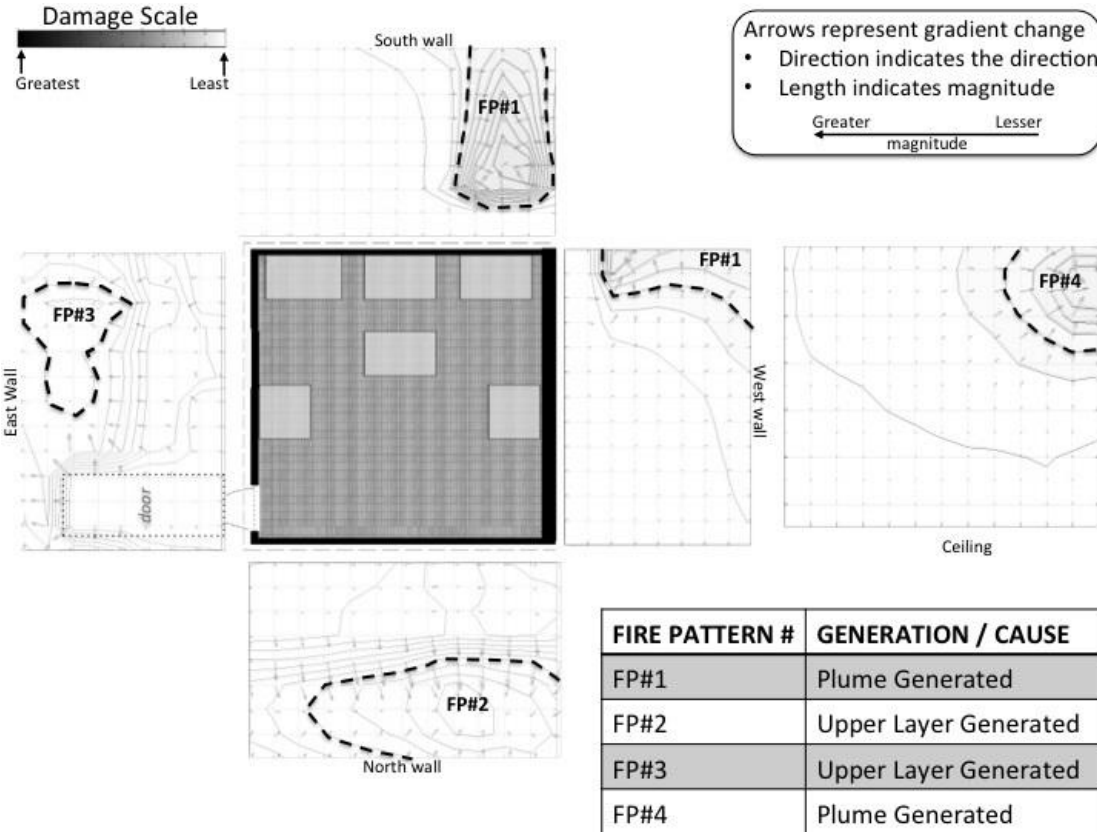 Damage Scale
Greatest
Least
South wall
FP#1
Arrows represent gradient change
• Direction indicates the direction
• Length indicates magnitude
Greater
Lesser
magnitude
East Wall
FP#3
door
FP#1
West wall
FP#4
Ceiling
FP#2
North wall
FIRE PATTERN # GENERATION / CAUSE
FP#1 Plume Generated
FP#2 Upper Layer Generated
FP#3 Upper Layer Generated
FP#4 Plume Generated